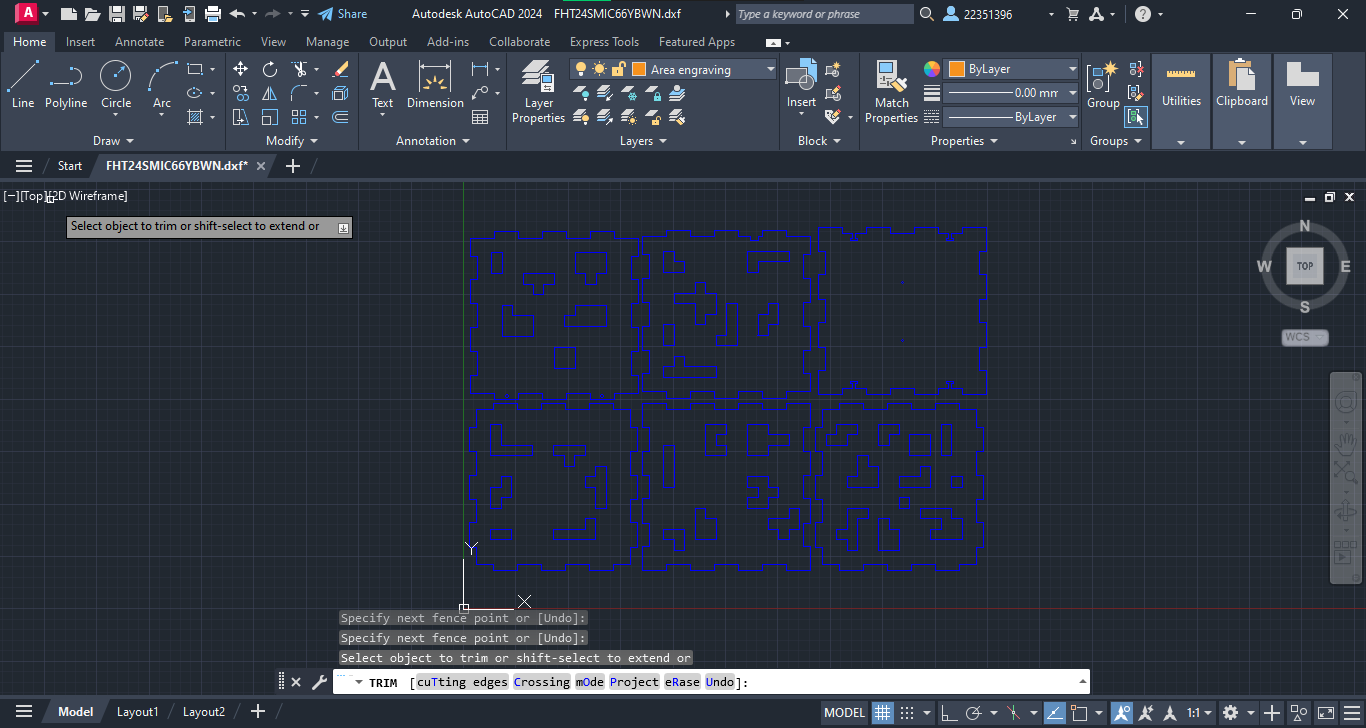 A CAD
Share
Autodesk AutoCAD 2024 FHT24SMIC66YBWN.dxf
Type a keyword or phrase
22351396
Home Insert Annotate Parametric View Manage Output Add-ins Collaborate Express Tools Featured Apps
Line Polyline Circle Arc
Draw
Modify
A Text Dimension
Annotation
Layer Properties
Area engraving
Layers
Insert
Block
Match Properties
ByLayer
0.00 mm
ByLayer
Properties
Group
Groups
Utilities
Clipboard
View
Start FHT24SMIC66YBWN.dxf*
[−][Top][2D Wireframe]
Select object to trim or shift-select to extend or
N
W TOP E
S
WCS
Y
X
Specify next fence point or [Undo]:
Specify next fence point or [Undo]:
Select object to trim or shift-select to extend or
TRIM [cuTting edges Crossing mOde Project eRase Undo]:
Model Layout1 Layout2
MODEL 1:1